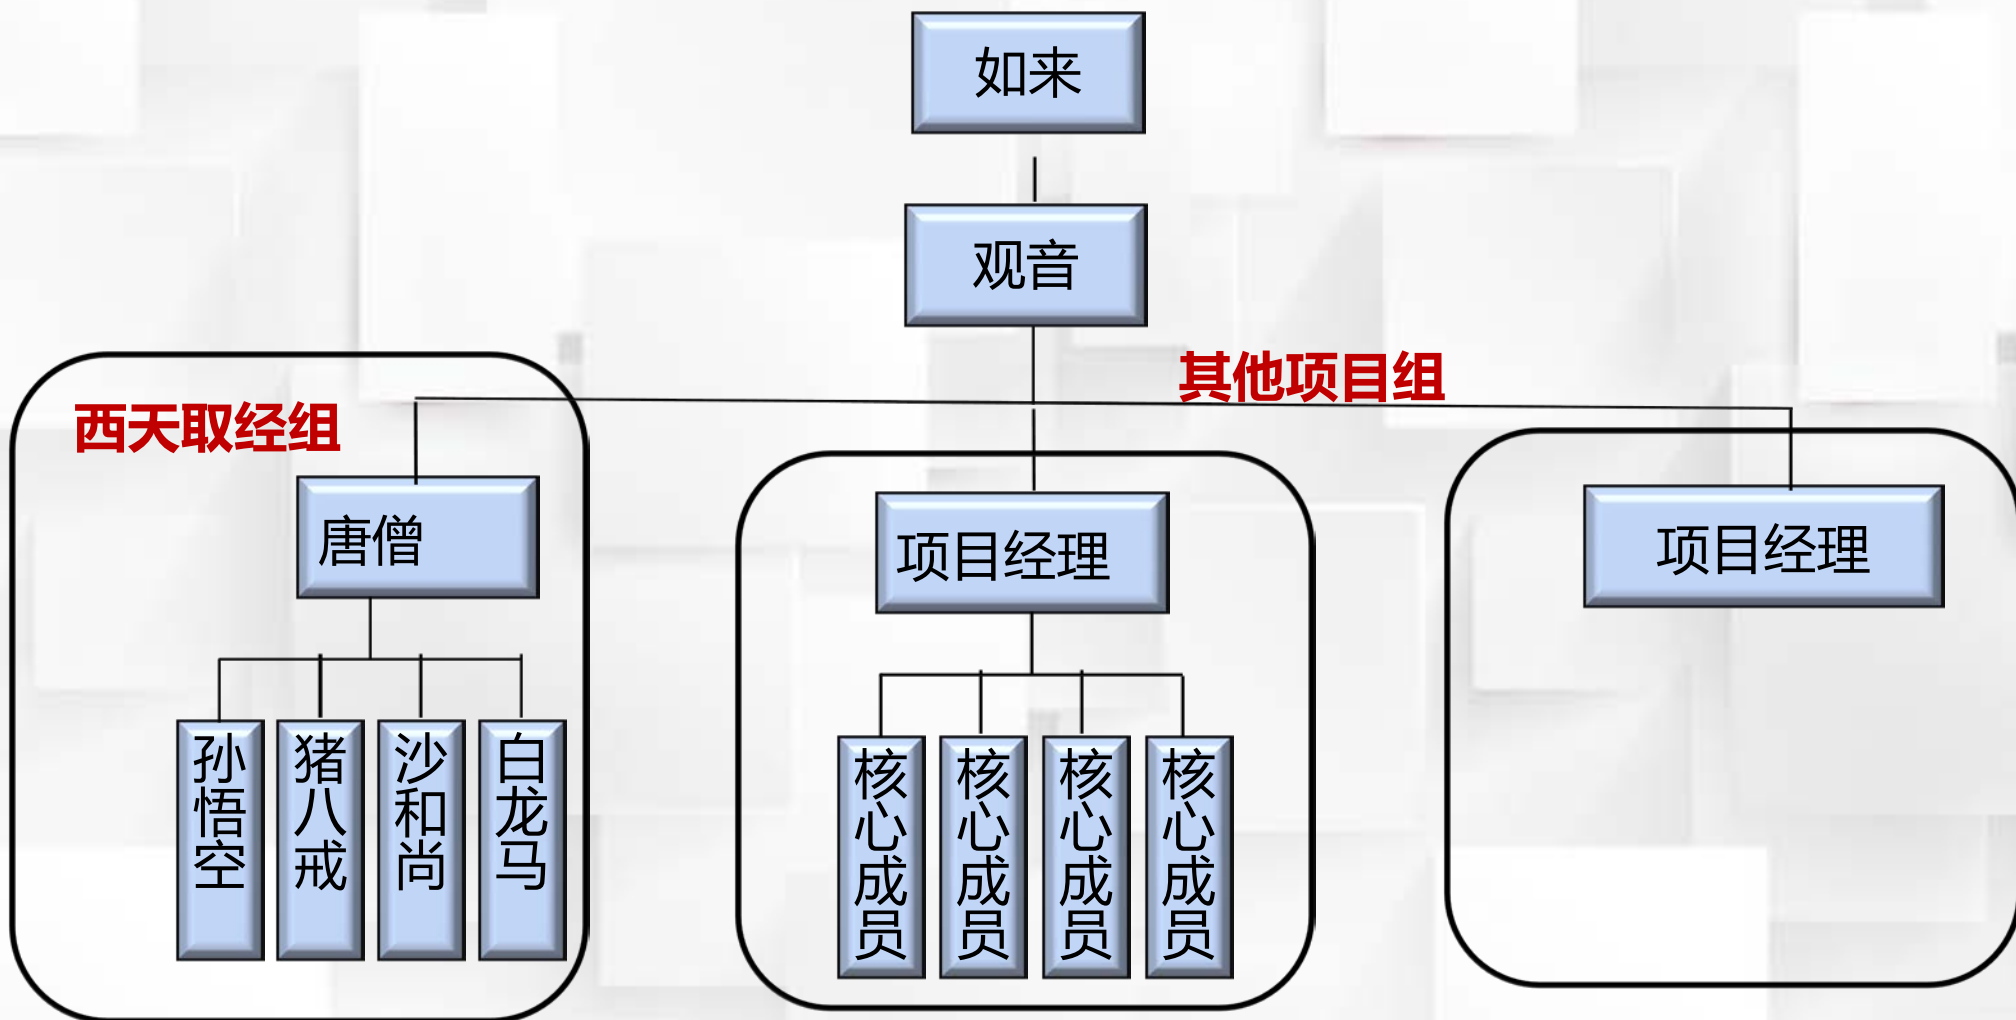 如来
观音
其他项目组
西天取经组
唐僧
项目经理
项目经理
孙悟空
猪八戒
沙和尚
白龙马
核心成员
核心成员
核心成员
核心成员